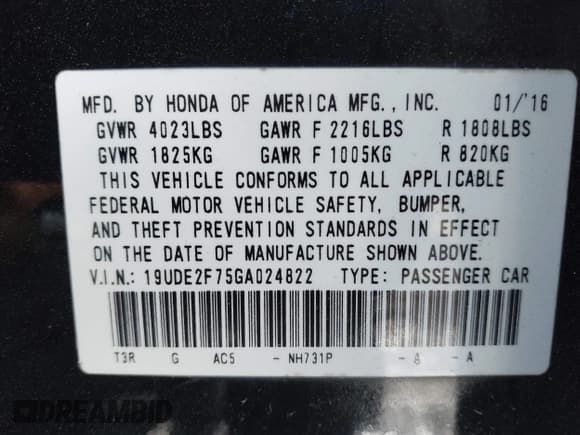 MFD. BY HONDA OF AMERICA MFG., INC. 01/'16
GVWR 4023LBS GAWR F 2216LBS R 1808LBS
GVWR 1825KG GAWR F 1005KG R 820KG
THIS VEHICLE CONFORMS TO ALL APPLICABLE
FEDERAL MOTOR VEHICLE SAFETY, BUMPER,
AND THEFT PREVENTION STANDARDS IN EFFECT
ON THE DATE OF MANUFACTURE SHOWN ABOVE.
V.I.N.: 19UDE2F75GA024822 TYPE: PASSENGER CAR
T3R G AC5 - NH731P - A - A
DREAMBID